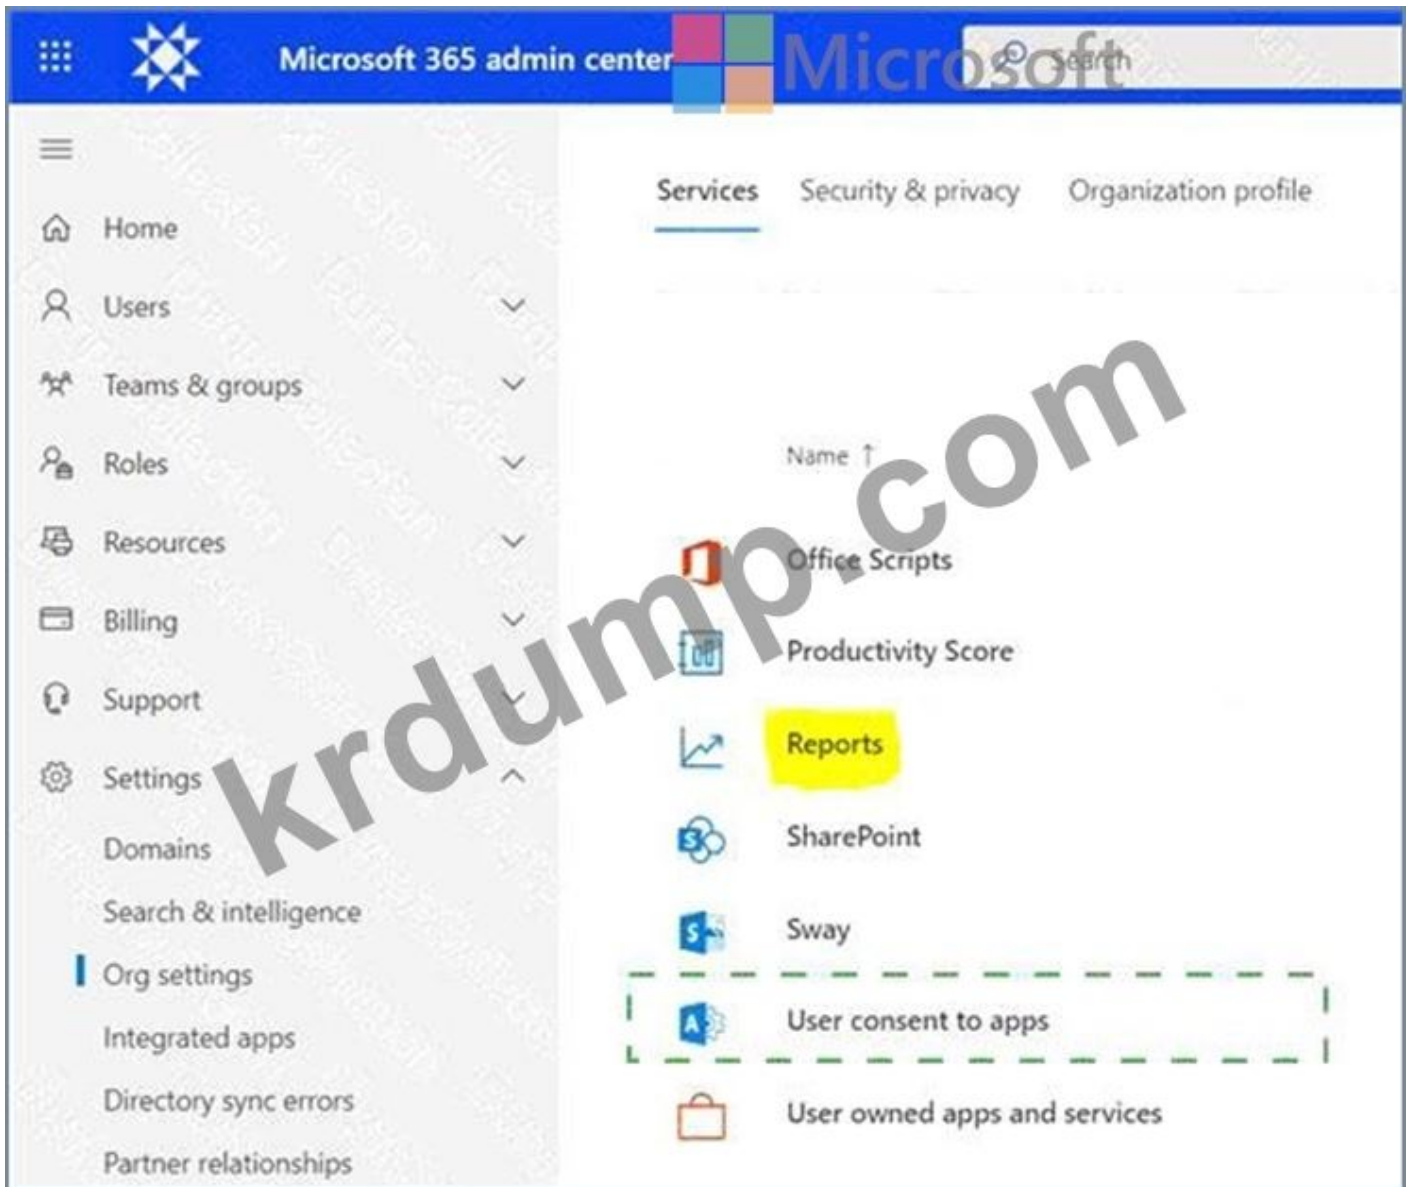 Microsoft 365 admin center
Microsoft
Search
Services Security & privacy Organization profile
Home
Users
Teams & groups
Roles
Resources
Billing
Support
Settings
Domains
Search & intelligence
Org settings
Integrated apps
Directory sync errors
Partner relationships
Name ↑
Office Scripts
Productivity Score
Reports
SharePoint
Sway
User consent to apps
User owned apps and services
krdump.com